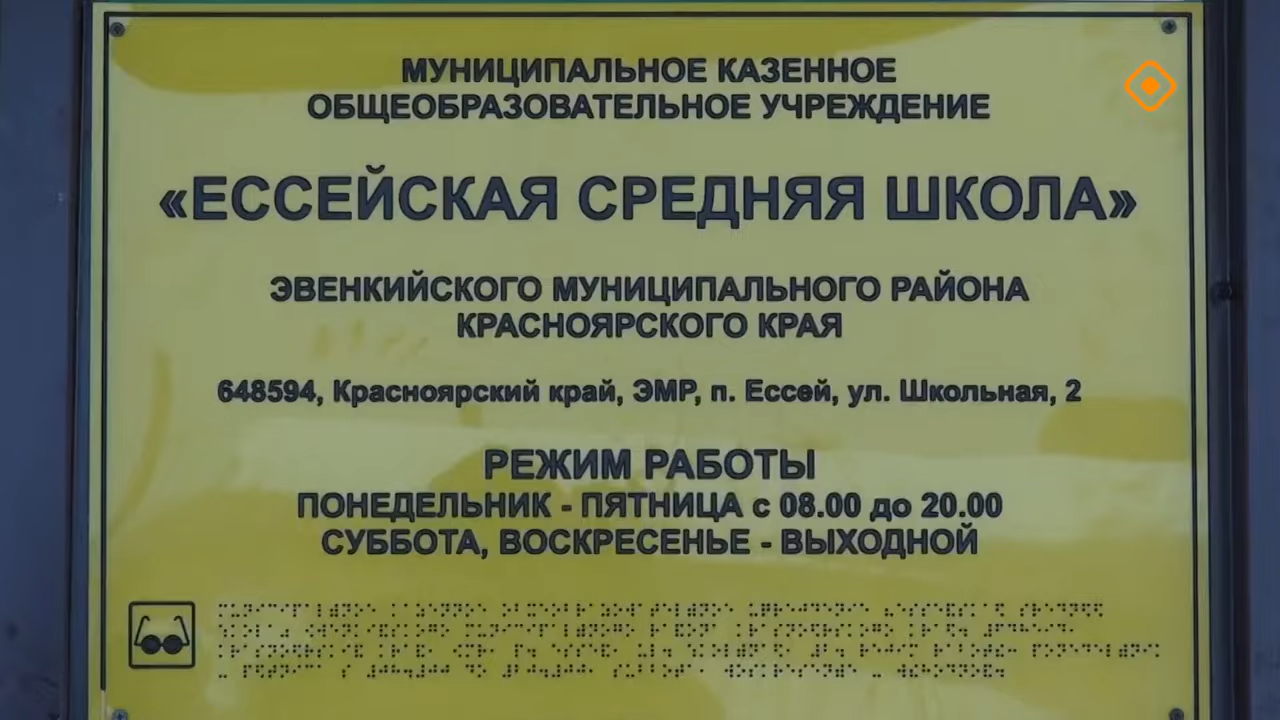 МУНИЦИПАЛЬНОЕ КАЗЕННОЕ
ОБЩЕОБРАЗОВАТЕЛЬНОЕ УЧРЕЖДЕНИЕ
«ЕССЕЙСКАЯ СРЕДНЯЯ ШКОЛА»
ЭВЕНКИЙСКОГО МУНИЦИПАЛЬНОГО РАЙОНА
КРАСНОЯРСКОГО КРАЯ
648594, Красноярский край, ЭМР, п. Ессей, ул. Школьная, 2
РЕЖИМ РАБОТЫ
ПОНЕДЕЛЬНИК - ПЯТНИЦА с 08.00 до 20.00
СУББОТА, ВОСКРЕСЕНЬЕ - ВЫХОДНОЙ